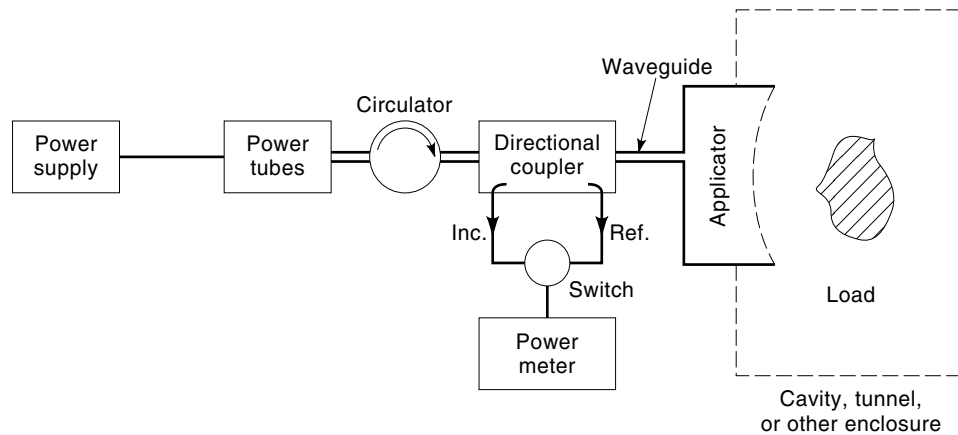 Waveguide
Circulator
Power
supply
Power
tubes
Directional
coupler
Applicator
Inc.
Ref.
Switch
Load
Power
meter
Cavity, tunnel,
or other enclosure